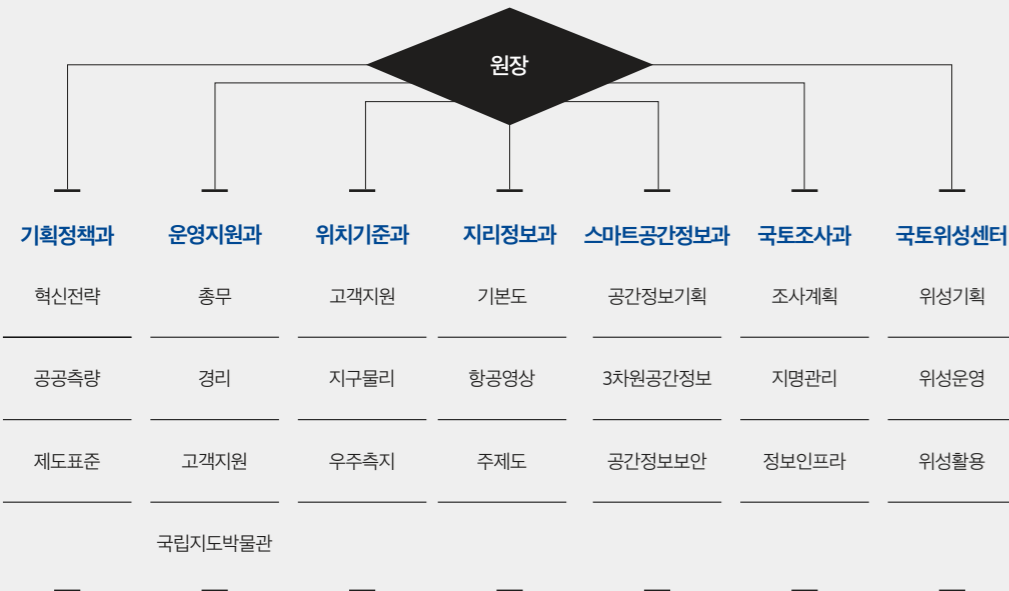 원장
기획정책과 운영지원과 위치기준과 지리정보과 스마트공간정보과 국토조사과 국토위성센터
혁신전략 총무 고객지원 기본도 공간정보기획 조사계획 위성기획
공공측량 경리 지구물리 항공영상 3차원공간정보 지명관리 위성운영
제도표준 고객지원 우주측지 주제도 공간정보보안 정보인프라 위성활용
국립지도박물관